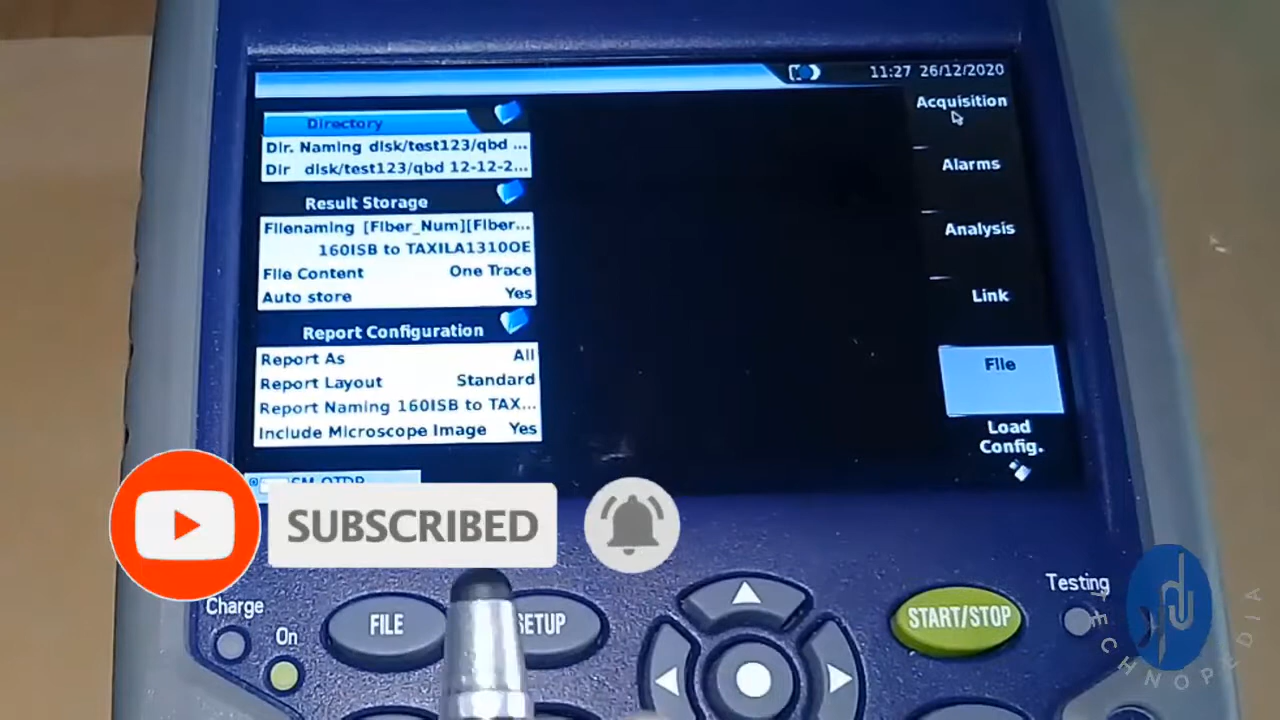 11:27 26/12/2020
Directory
Dir. Naming disk/test123/qbd ...
Dir disk/test123/qbd 12-12-2...
Result Storage
Filenaming [Fiber_Num][Fiber...
160ISB to TAXILA1310OE
File Content One Trace
Auto store Yes
Report Configuration
Report As All
Report Layout Standard
Report Naming 160ISB to TAX...
Include Microscope Image Yes
SM-OTDR
Acquisition
Alarms
Analysis
Link
File
Load
Config.
SUBSCRIBED
Charge
On
FILE
SETUP
START/STOP
Testing
TECHNOPEDIA